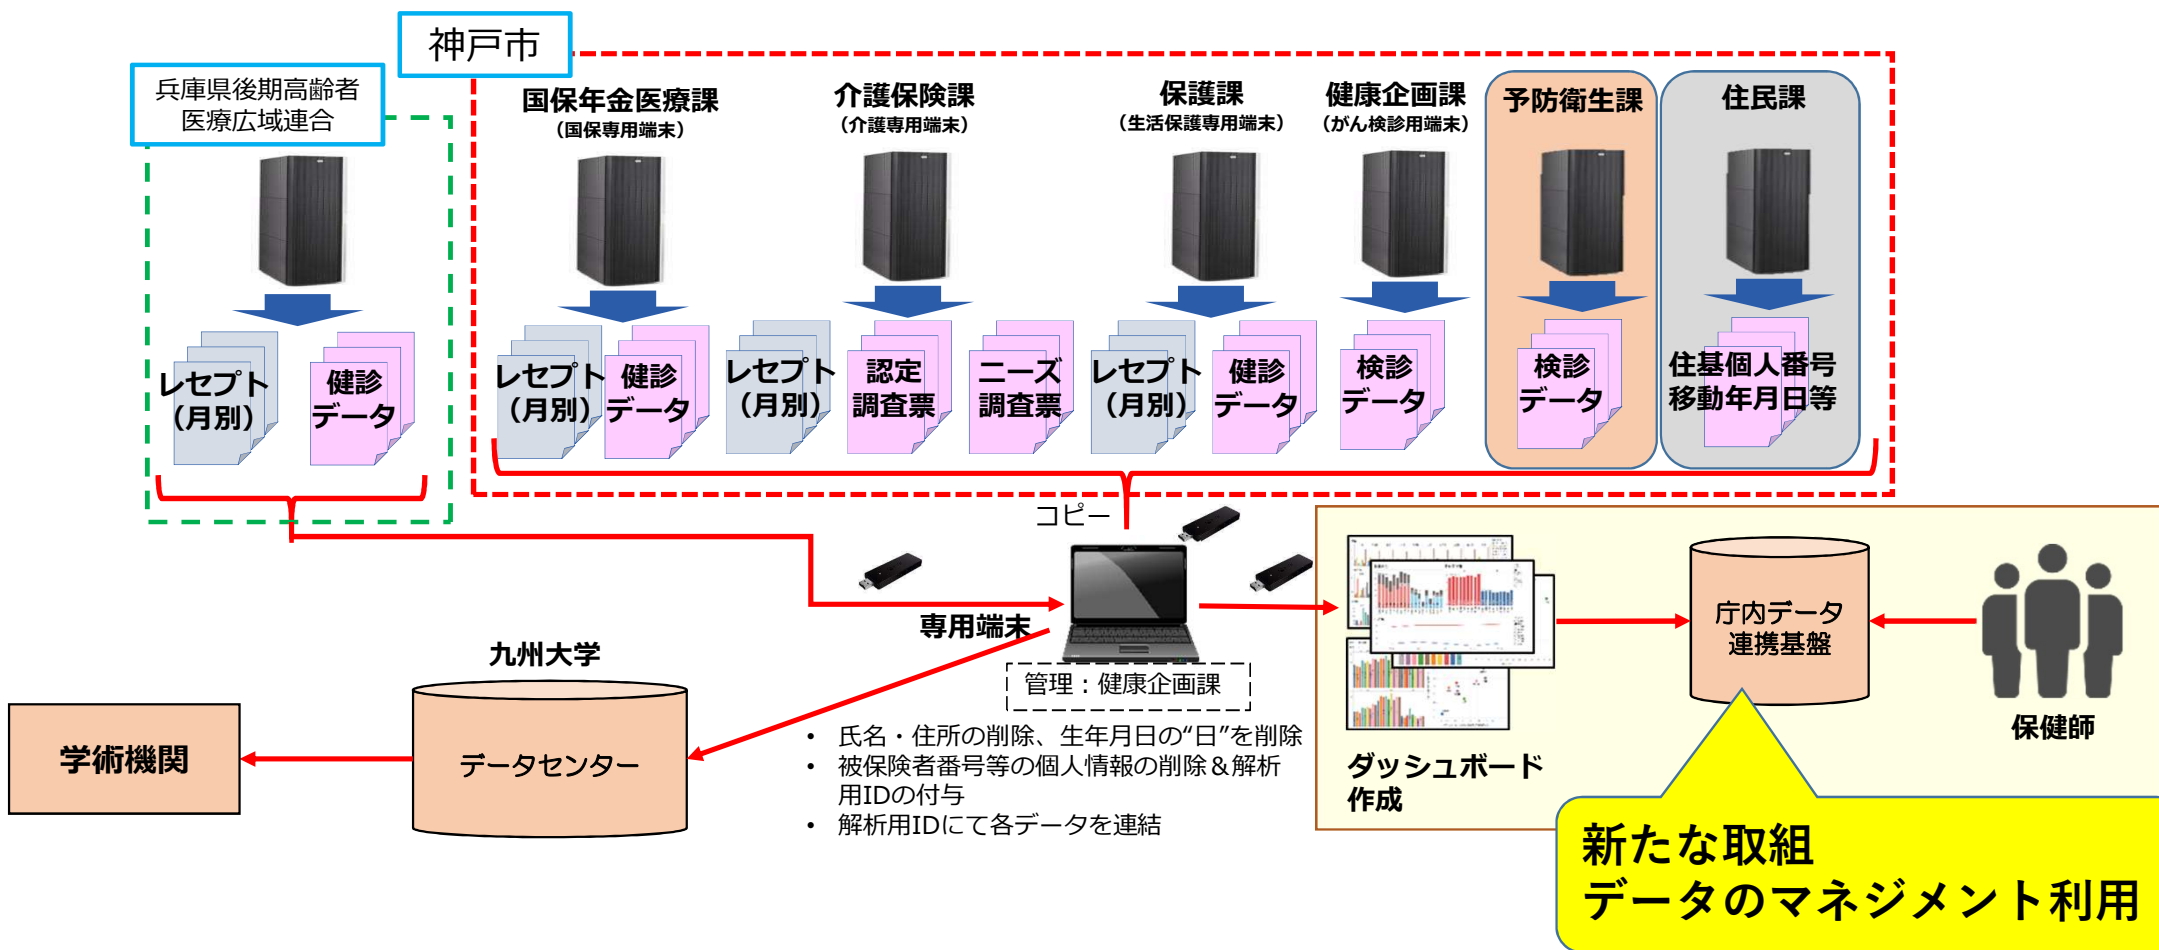 神戸市
兵庫県後期高齢者
医療広域連合
国保年金医療課
（国保専用端末）
介護保険課
（介護専用端末）
保護課
（生活保護専用端末）
健康企画課
（がん検診用端末）
予防衛生課
住民課
レセプト
（月別）
健診
データ
レセプト
（月別）
健診
データ
レセプト
（月別）
認定
調査票
ニーズ
調査票
レセプト
（月別）
健診
データ
検診
データ
検診
データ
住基個人番号
移動年月日等
コピー
専用端末
管理：健康企画課
• 氏名・住所の削除、生年月日の“日”を削除
• 被保険者番号等の個人情報の削除＆解析
用IDの付与
• 解析用IDにて各データを連結
九州大学
データセンター
学術機関
ダッシュボード
作成
庁内データ
連携基盤
保健師
新たな取組
データのマネジメント利用